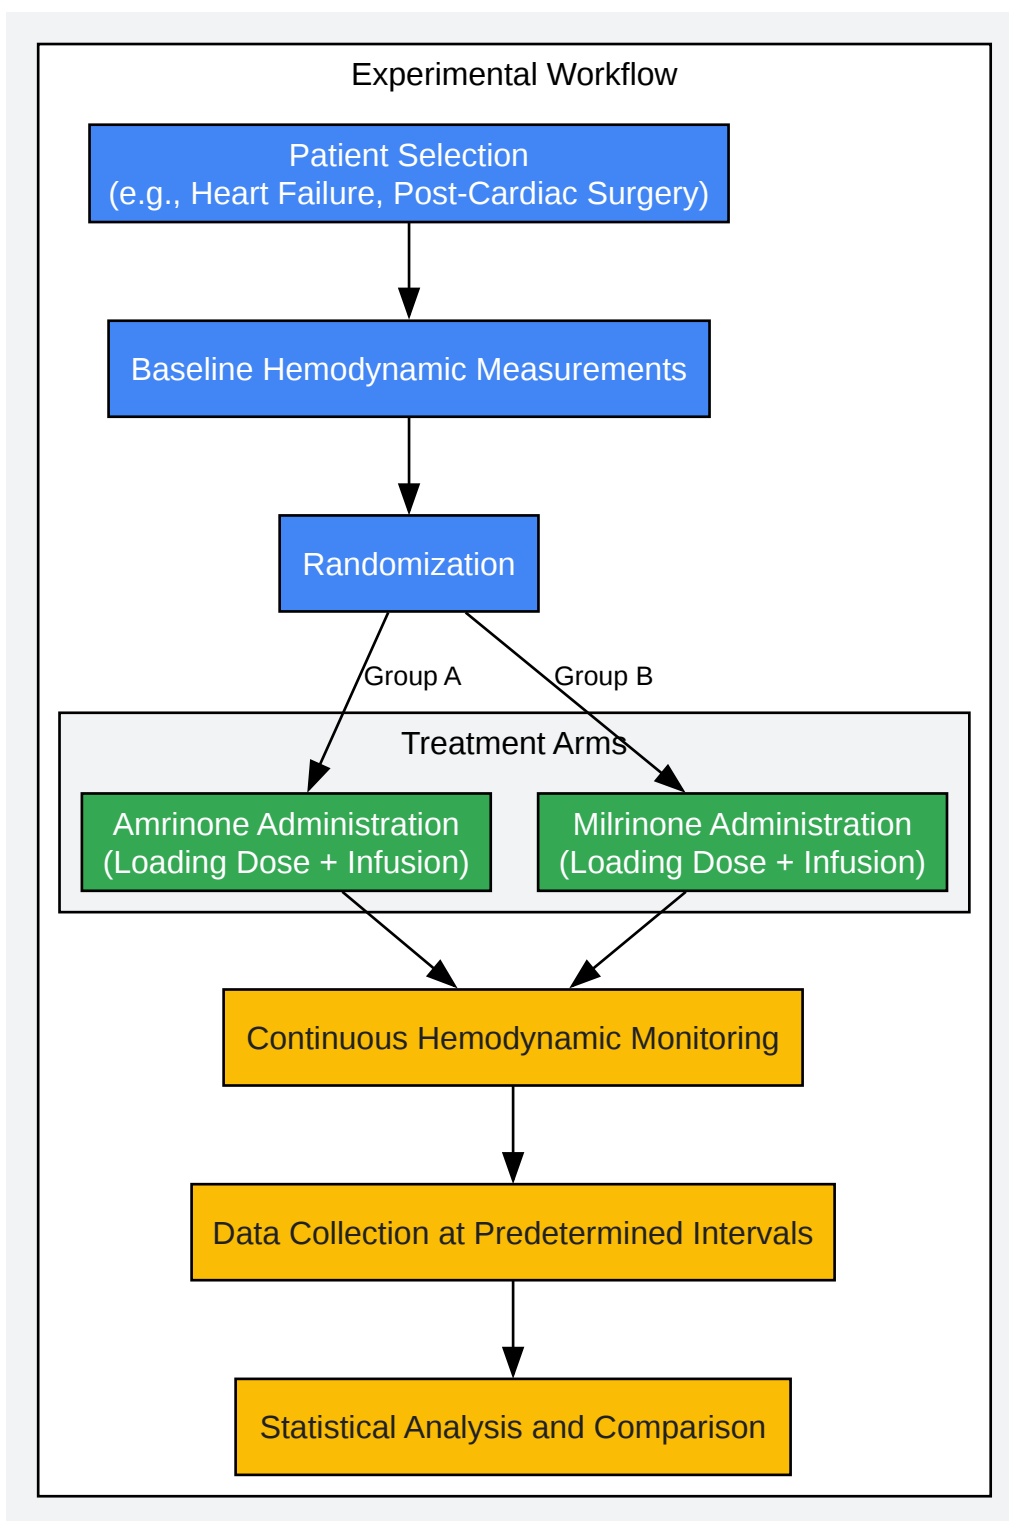 Experimental Workflow
Patient Selection
(e.g., Heart Failure, Post-Cardiac Surgery)
Baseline Hemodynamic Measurements
Randomization
Group A
Group B
Treatment Arms
Amrinone Administration
(Loading Dose + Infusion)
Milrinone Administration
(Loading Dose + Infusion)
Continuous Hemodynamic Monitoring
Data Collection at Predetermined Intervals
Statistical Analysis and Comparison